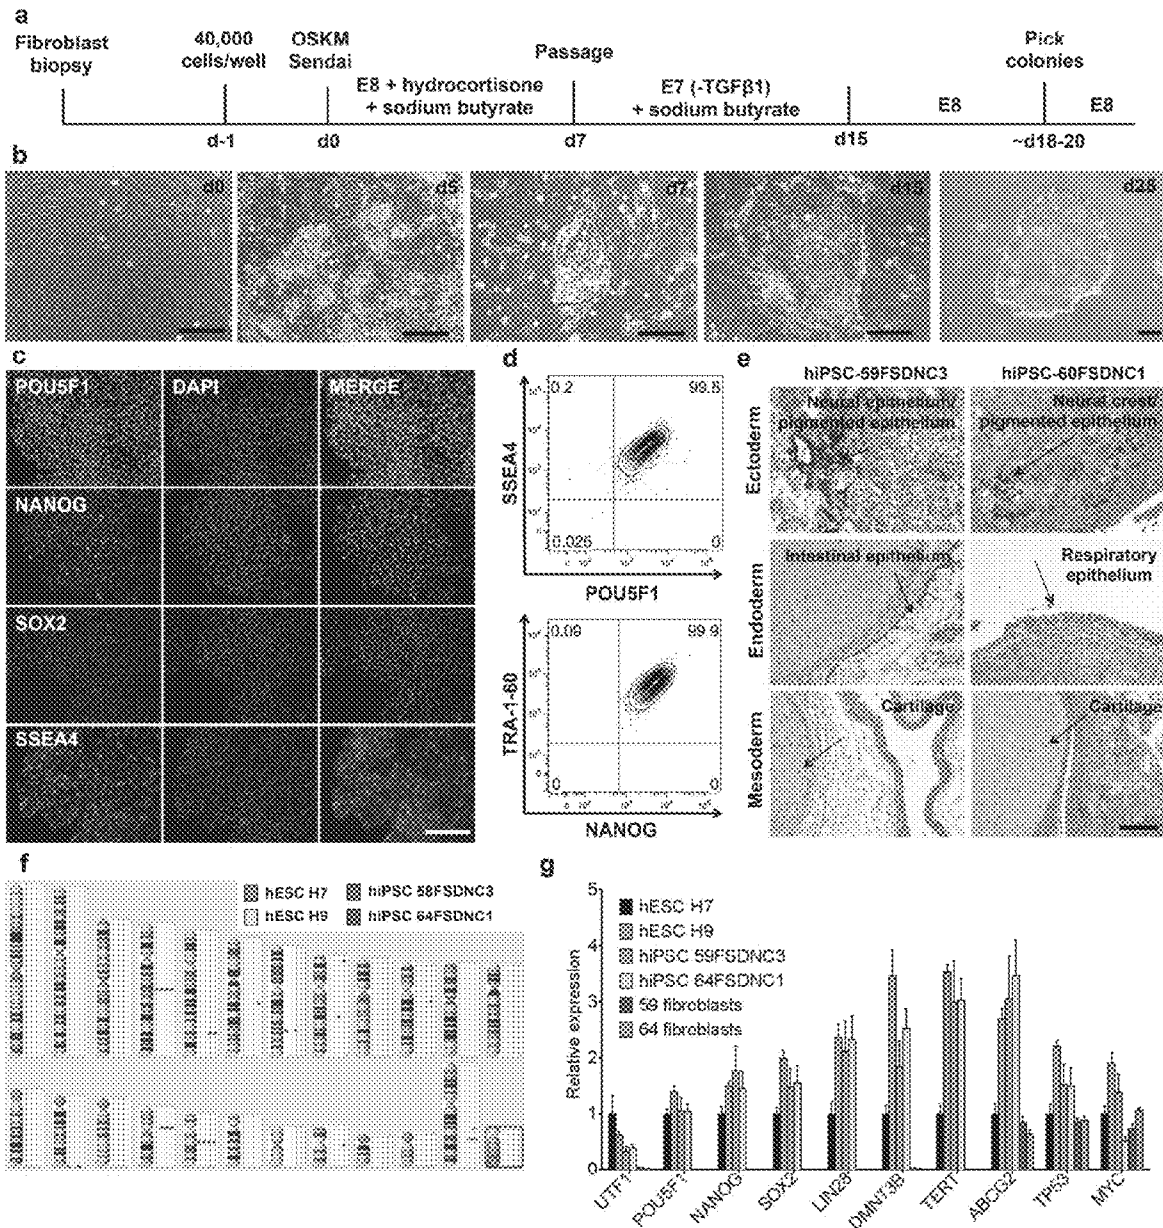 a
Fibroblast
biopsy
40,000
cells/well
OSKM
Sendai
E8 + hydrocortisone
+ sodium butyrate
Passage
E7 (-TGFβ1)
+ sodium butyrate
E8
Pick
colonies
E8
d-1
d0
d7
d15
~d18-20
b
d0
d5
d7
d15
c
POU5F1
DAPI
MERGE
NANOG
SOX2
SSEA4
d
0.2
99.8
0.025
0
SSEA4
POU5F1
0.09
99.9
0
0
TRA-1-60
NANOG
e
hiPSC-59FSDNC3
hiPSC-60FSDNC1
Ectoderm
Neural epithelium/
pigmented epithelium
Neural crest/
pigmented epithelium
Endoderm
Intestinal epithelium
Respiratory
epithelium
Mesoderm
Cartilage
Cartilage
f
hESC H7
hiPSC 58FSDNC3
hESC H9
hiPSC 64FSDNC1
g
Relative expression
5
4
3
2
1
0
hESC H7
hESC H9
hiPSC 59FSDNC3
hiPSC 64FSDNC1
59 fibroblasts
64 fibroblasts
UTF1
POU5F1
NANOG
SOX2
LIN28
DMNT3B
TERT
ABCG2
TP53
MYC